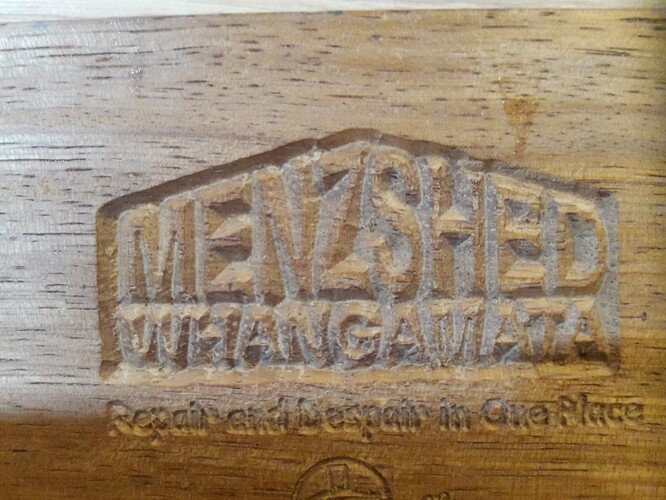 MENZSHED
WHANGAMATA
Repair and Despair in One Place